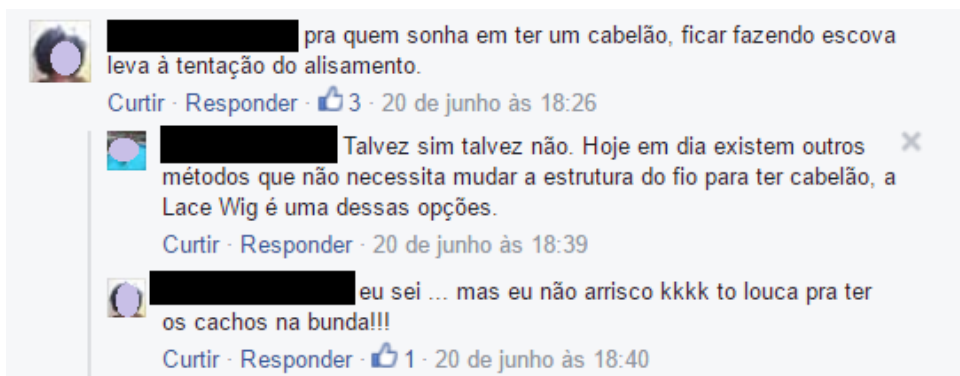 pra quem sonha em ter um cabelão, ficar fazendo escova
leva à tentação do alisamento.
Curtir · Responder · 3 · 20 de junho às 18:26
Talvez sim talvez não. Hoje em dia existem outros
métodos que não necessita mudar a estrutura do fio para ter cabelão, a
Lace Wig é uma dessas opções.
Curtir · Responder · 20 de junho às 18:39
eu sei ... mas eu não arrisco kkkk to louca pra ter
os cachos na bunda!!!
Curtir · Responder · 1 · 20 de junho às 18:40